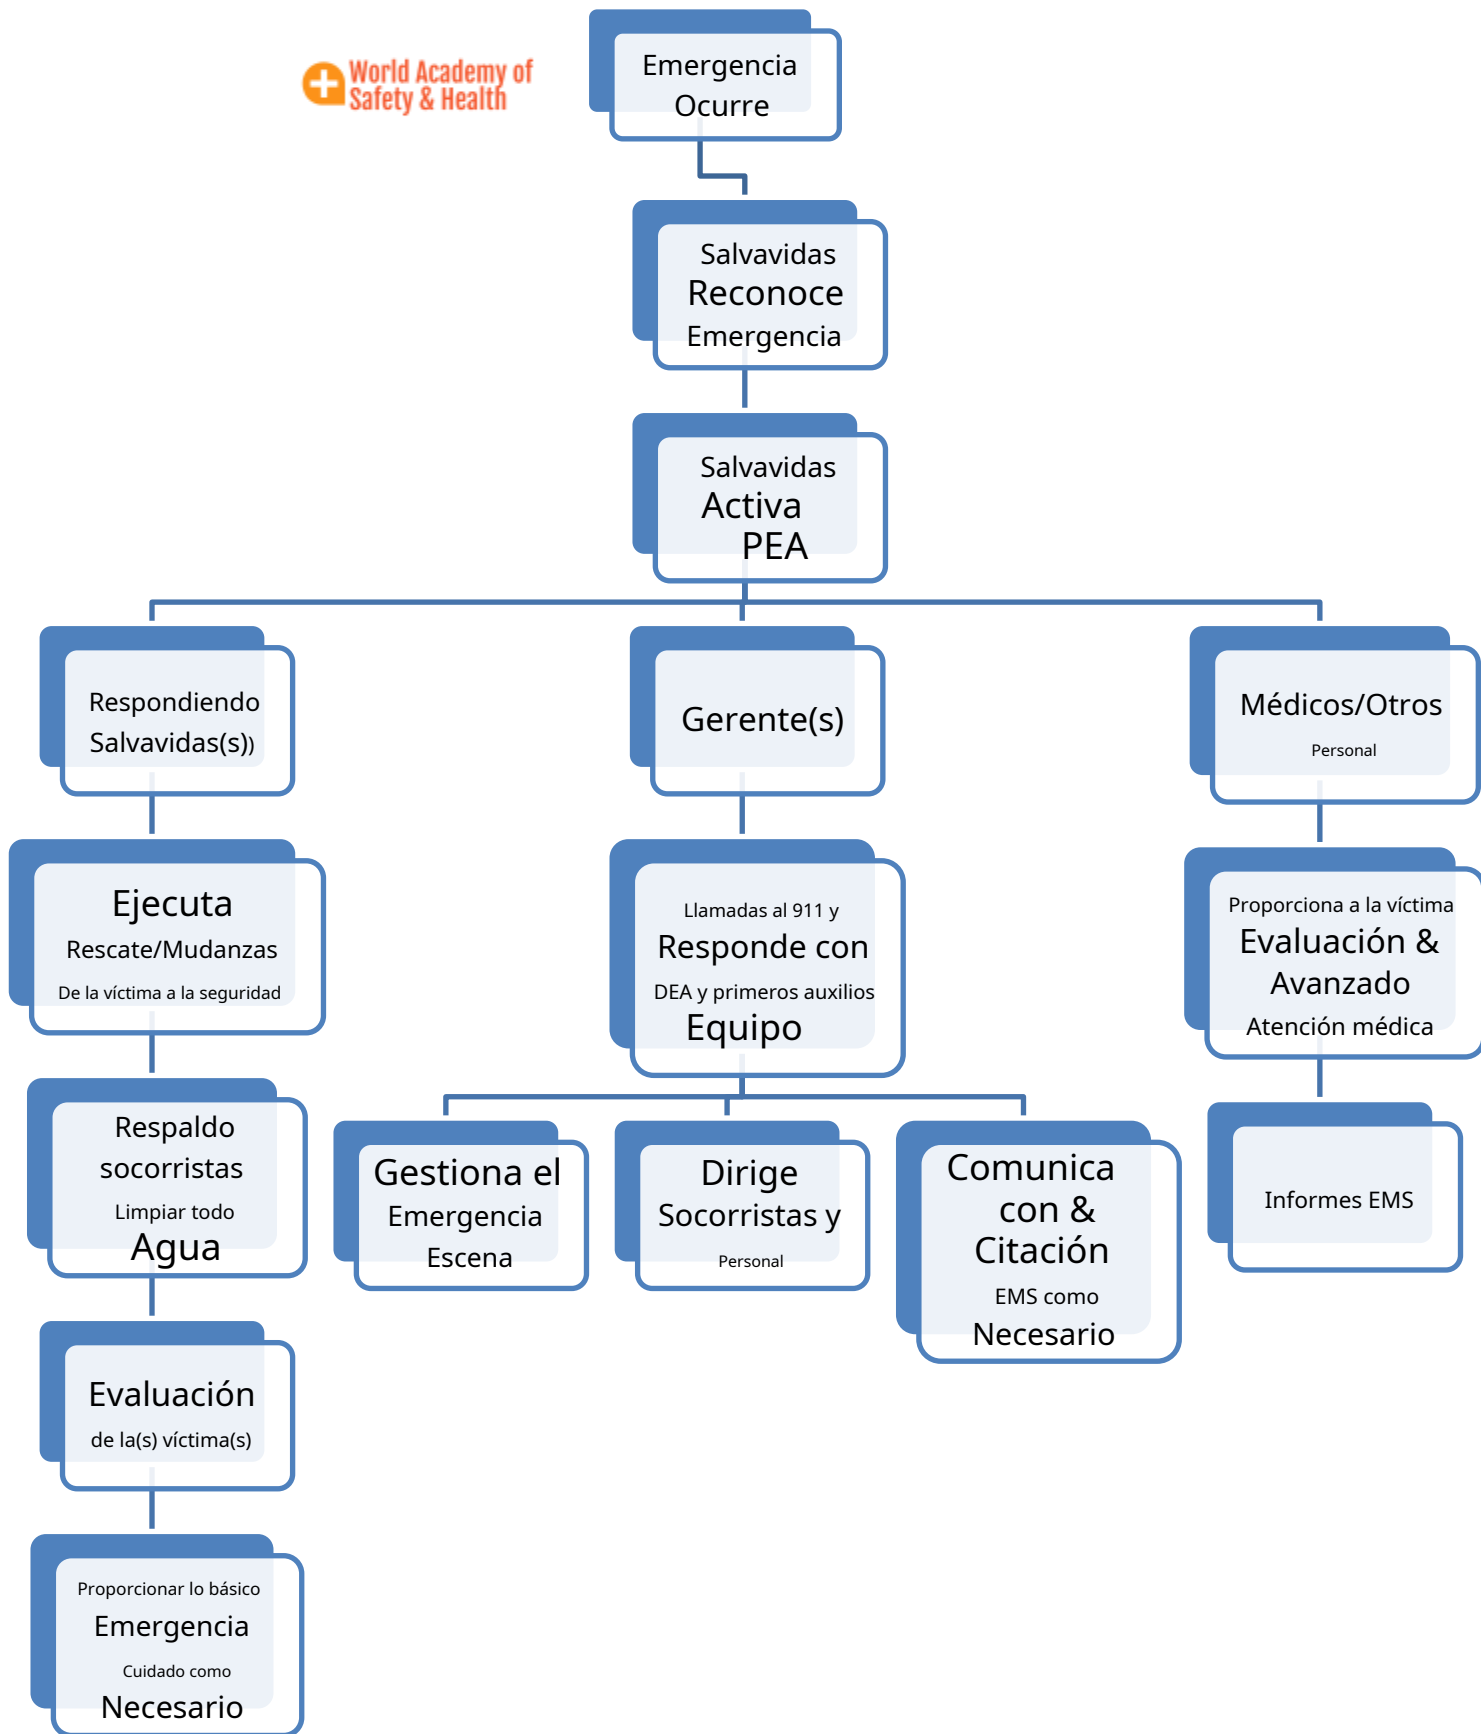 World Academy of
Safety & Health
Emergencia
Ocurre
Salvavidas
Reconoce
Emergencia
Salvavidas
Activa
PEA
Respondiendo
Salvavidas(s))
Gerente(s)
Médicos/Otros
Personal
Ejecuta
Rescate/Mudanzas
De la víctima a la seguridad
Llamadas al 911 y
Responde con
DEA y primeros auxilios
Equipo
Proporciona a la víctima
Evaluación &
Avanzado
Atención médica
Respaldo
socorristas
Limpiar todo
Agua
Gestiona el
Emergencia
Escena
Dirige
Socorristas y
Personal
Comunica
con &
Citación
EMS como
Necesario
Informes EMS
Evaluación
de la(s) víctima(s)
Proporcionar lo básico
Emergencia
Cuidado como
Necesario